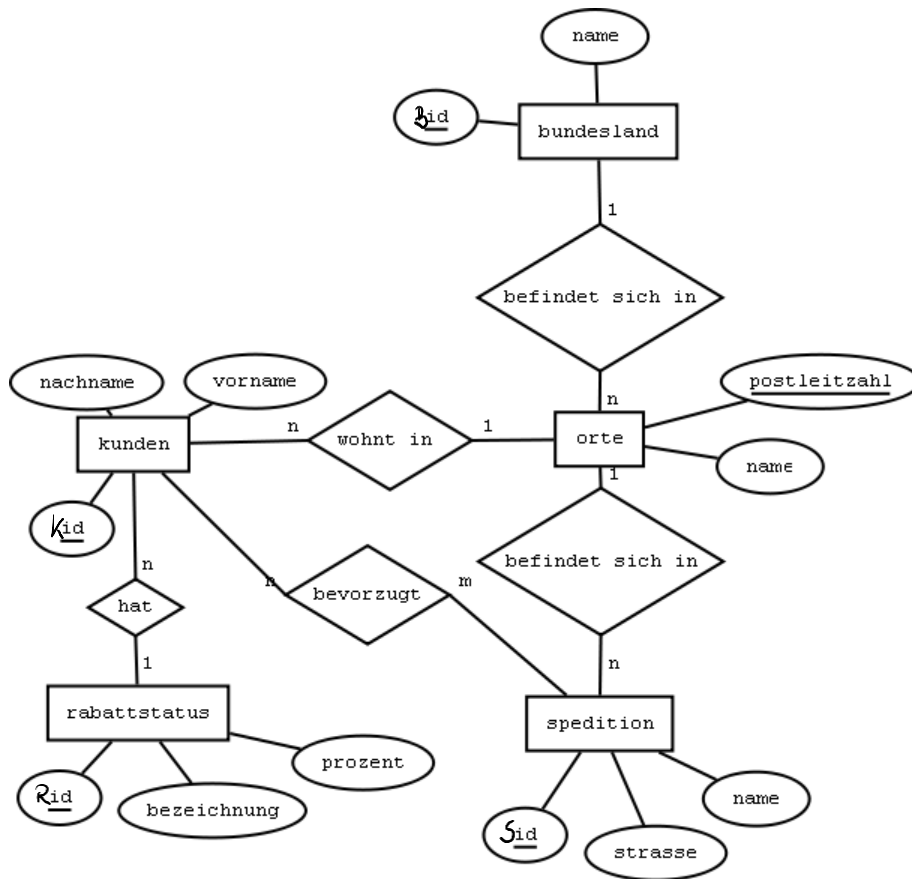 name
Bid
bundesland
1
befindet sich in
nachname
vorname
postleitzahl
n
kunden
n
wohnt in
1
orte
name
1
Kid
befindet sich in
n
n
bevorzugt
m
hat
1
n
rabattstatus
spedition
prozent
Rid
bezeichnung
name
Sid
strasse